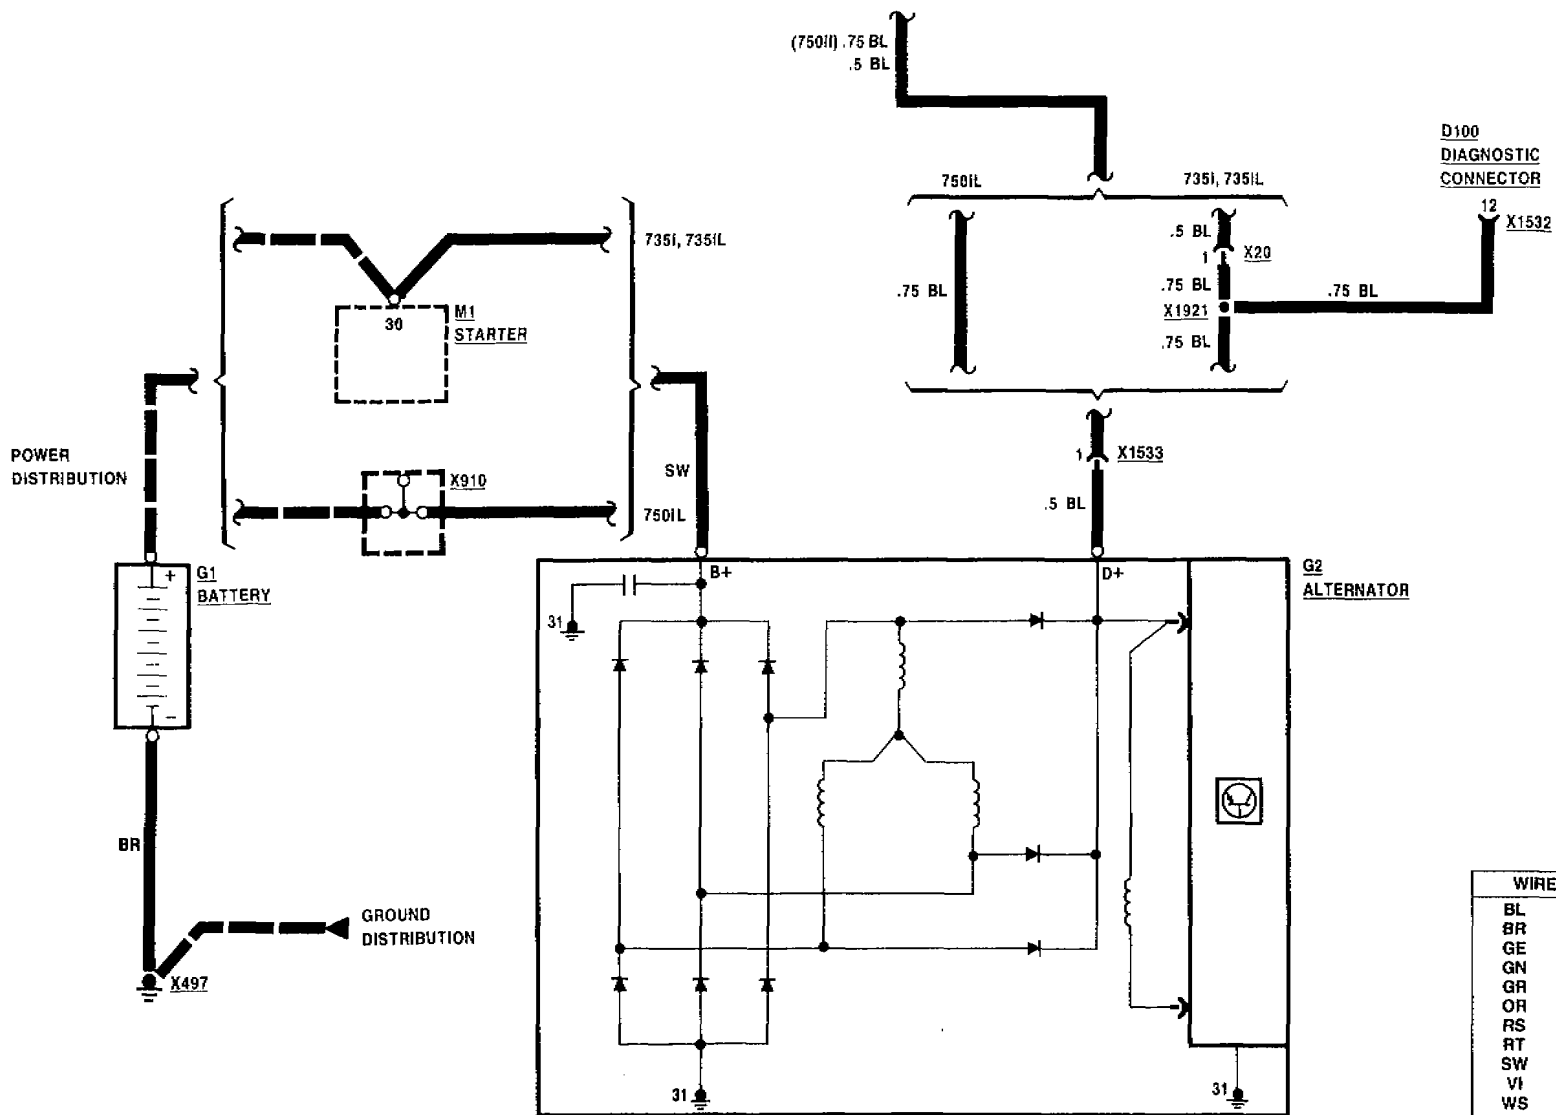 (750il) .75 BL
.5 BL
D100
DIAGNOSTIC
CONNECTOR
12
X1532
750iL
735i, 735iL
.5 BL
1
X20
.75 BL
.75 BL
X1921
.75 BL
.75 BL
735i, 735iL
30
M1
STARTER
POWER
DISTRIBUTION
X910
750iL
SW
1
X1533
.5 BL
G1
BATTERY
+
-
B+
D+
G2
ALTERNATOR
31
BR
GROUND
DISTRIBUTION
X497
31
31
WIRE
BL
BR
GE
GN
GR
OR
RS
RT
SW
VI
WS